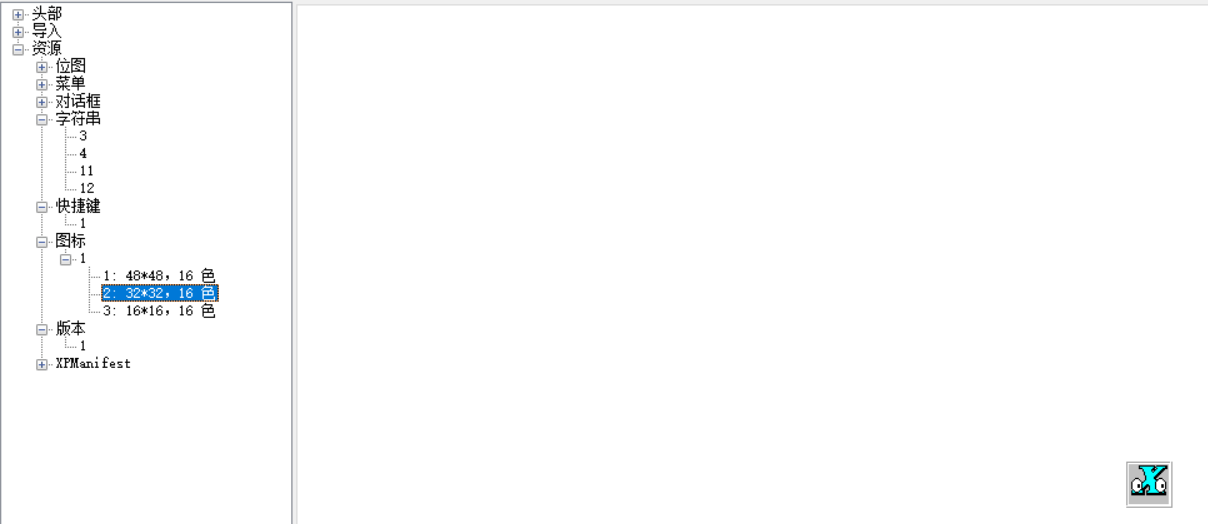 头部
导入
资源
位图
菜单
对话框
字符串
3
4
11
12
快捷键
1
图标
1
1: 48*48, 16 色
2: 32*32, 16 色
3: 16*16, 16 色
版本
1
XPManifest
X